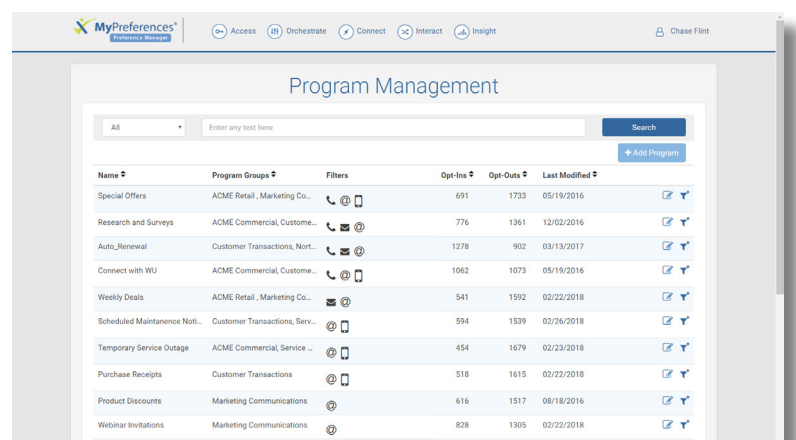 MyPreferences®
Preference Manager
Access Orchestrate Connect Interact Insight
Chase Flint
Program Management
All Enter any text here Search
+ Add Program
Name Program Groups Filters Opt-Ins Opt-Outs Last Modified
Special Offers ACME Retail , Marketing Co... 691 1733 05/19/2016
Research and Surveys ACME Commercial, Custome... 776 1361 12/02/2016
Auto_Renewal Customer Transactions, Nort... 1278 902 03/13/2017
Connect with WU ACME Commercial, Custome... 1062 1073 05/19/2016
Weekly Deals ACME Retail , Marketing Co... 541 1592 02/22/2018
Scheduled Maintanence Noti... Customer Transactions, Serv... 594 1539 02/26/2018
Temporary Service Outage ACME Commercial, Service ... 454 1679 02/23/2018
Purchase Receipts Customer Transactions 518 1615 02/22/2018
Product Discounts Marketing Communications 616 1517 08/18/2016
Webinar Invitations Marketing Communications 828 1305 02/22/2018